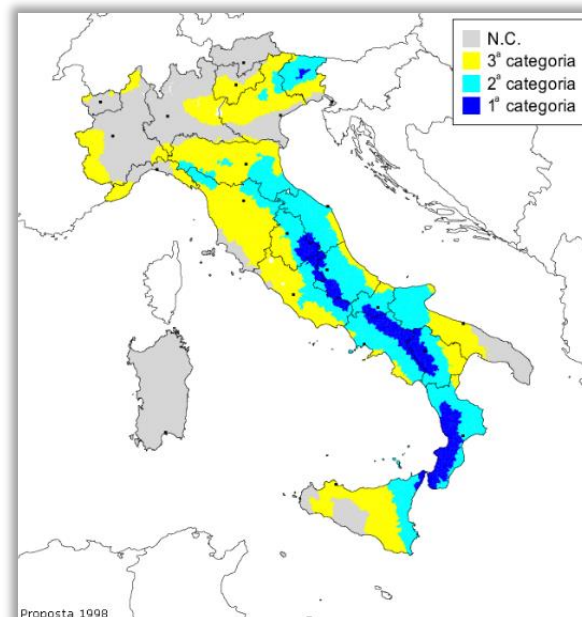 N.C.
3ª categoria
2ª categoria
1ª categoria
Proposta 1998